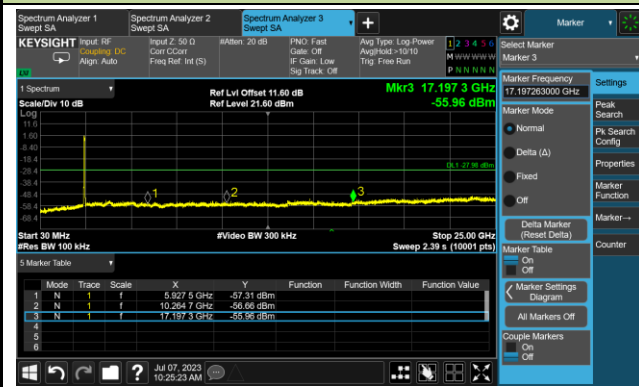 Spectrum Analyzer 1
Swept SA
Spectrum Analyzer 2
Swept SA
Spectrum Analyzer 3
Swept SA
Marker
KEYSIGHT
Input: RF
Coupling: DC
Align: Auto
Input Z: 50 Ω
Corr CCorr
Freq Ref: Int (S)
#Atten: 20 dB
PNO: Fast
Gate: Off
IF Gain: Low
Sig Track: Off
Avg Type: Log-Power
Avg|Hold:>10/10
Trig: Free Run
1 2 3 4 5 6
M W W W W W
P N N N N N
LV
Select Marker
Marker 3
1 Spectrum
Scale/Div 10 dB
Log
Ref Lvl Offset 11.60 dB
Ref Level 21.60 dBm
Mkr3 17.197 3 GHz
-55.96 dBm
11.6
1.60
-8.40
-18.4
-28.4
-38.4
-48.4
-58.4
-68.4
DL1 -27.98 dBm
1
2
3
Start 30 MHz
#Res BW 100 kHz
#Video BW 300 kHz
Stop 25.00 GHz
Sweep 2.39 s (10001 pts)
5 Marker Table
Mode Trace Scale X Y Function Function Width Function Value
1 N 1 f 5.927 5 GHz -57.31 dBm
2 N 1 f 10.264 7 GHz -56.66 dBm
3 N 1 f 17.197 3 GHz -55.96 dBm
4
5
6
Marker Frequency
17.197263000 GHz
Marker Mode
Normal
Delta (Δ)
Fixed
Off
Delta Marker
(Reset Delta)
Marker Table
On
Off
Marker Settings
Diagram
All Markers Off
Couple Markers
On
Off
Settings
Peak
Search
Pk Search
Config
Properties
Marker
Function
Marker→
Counter
Jul 07, 2023
10:25:23 AM